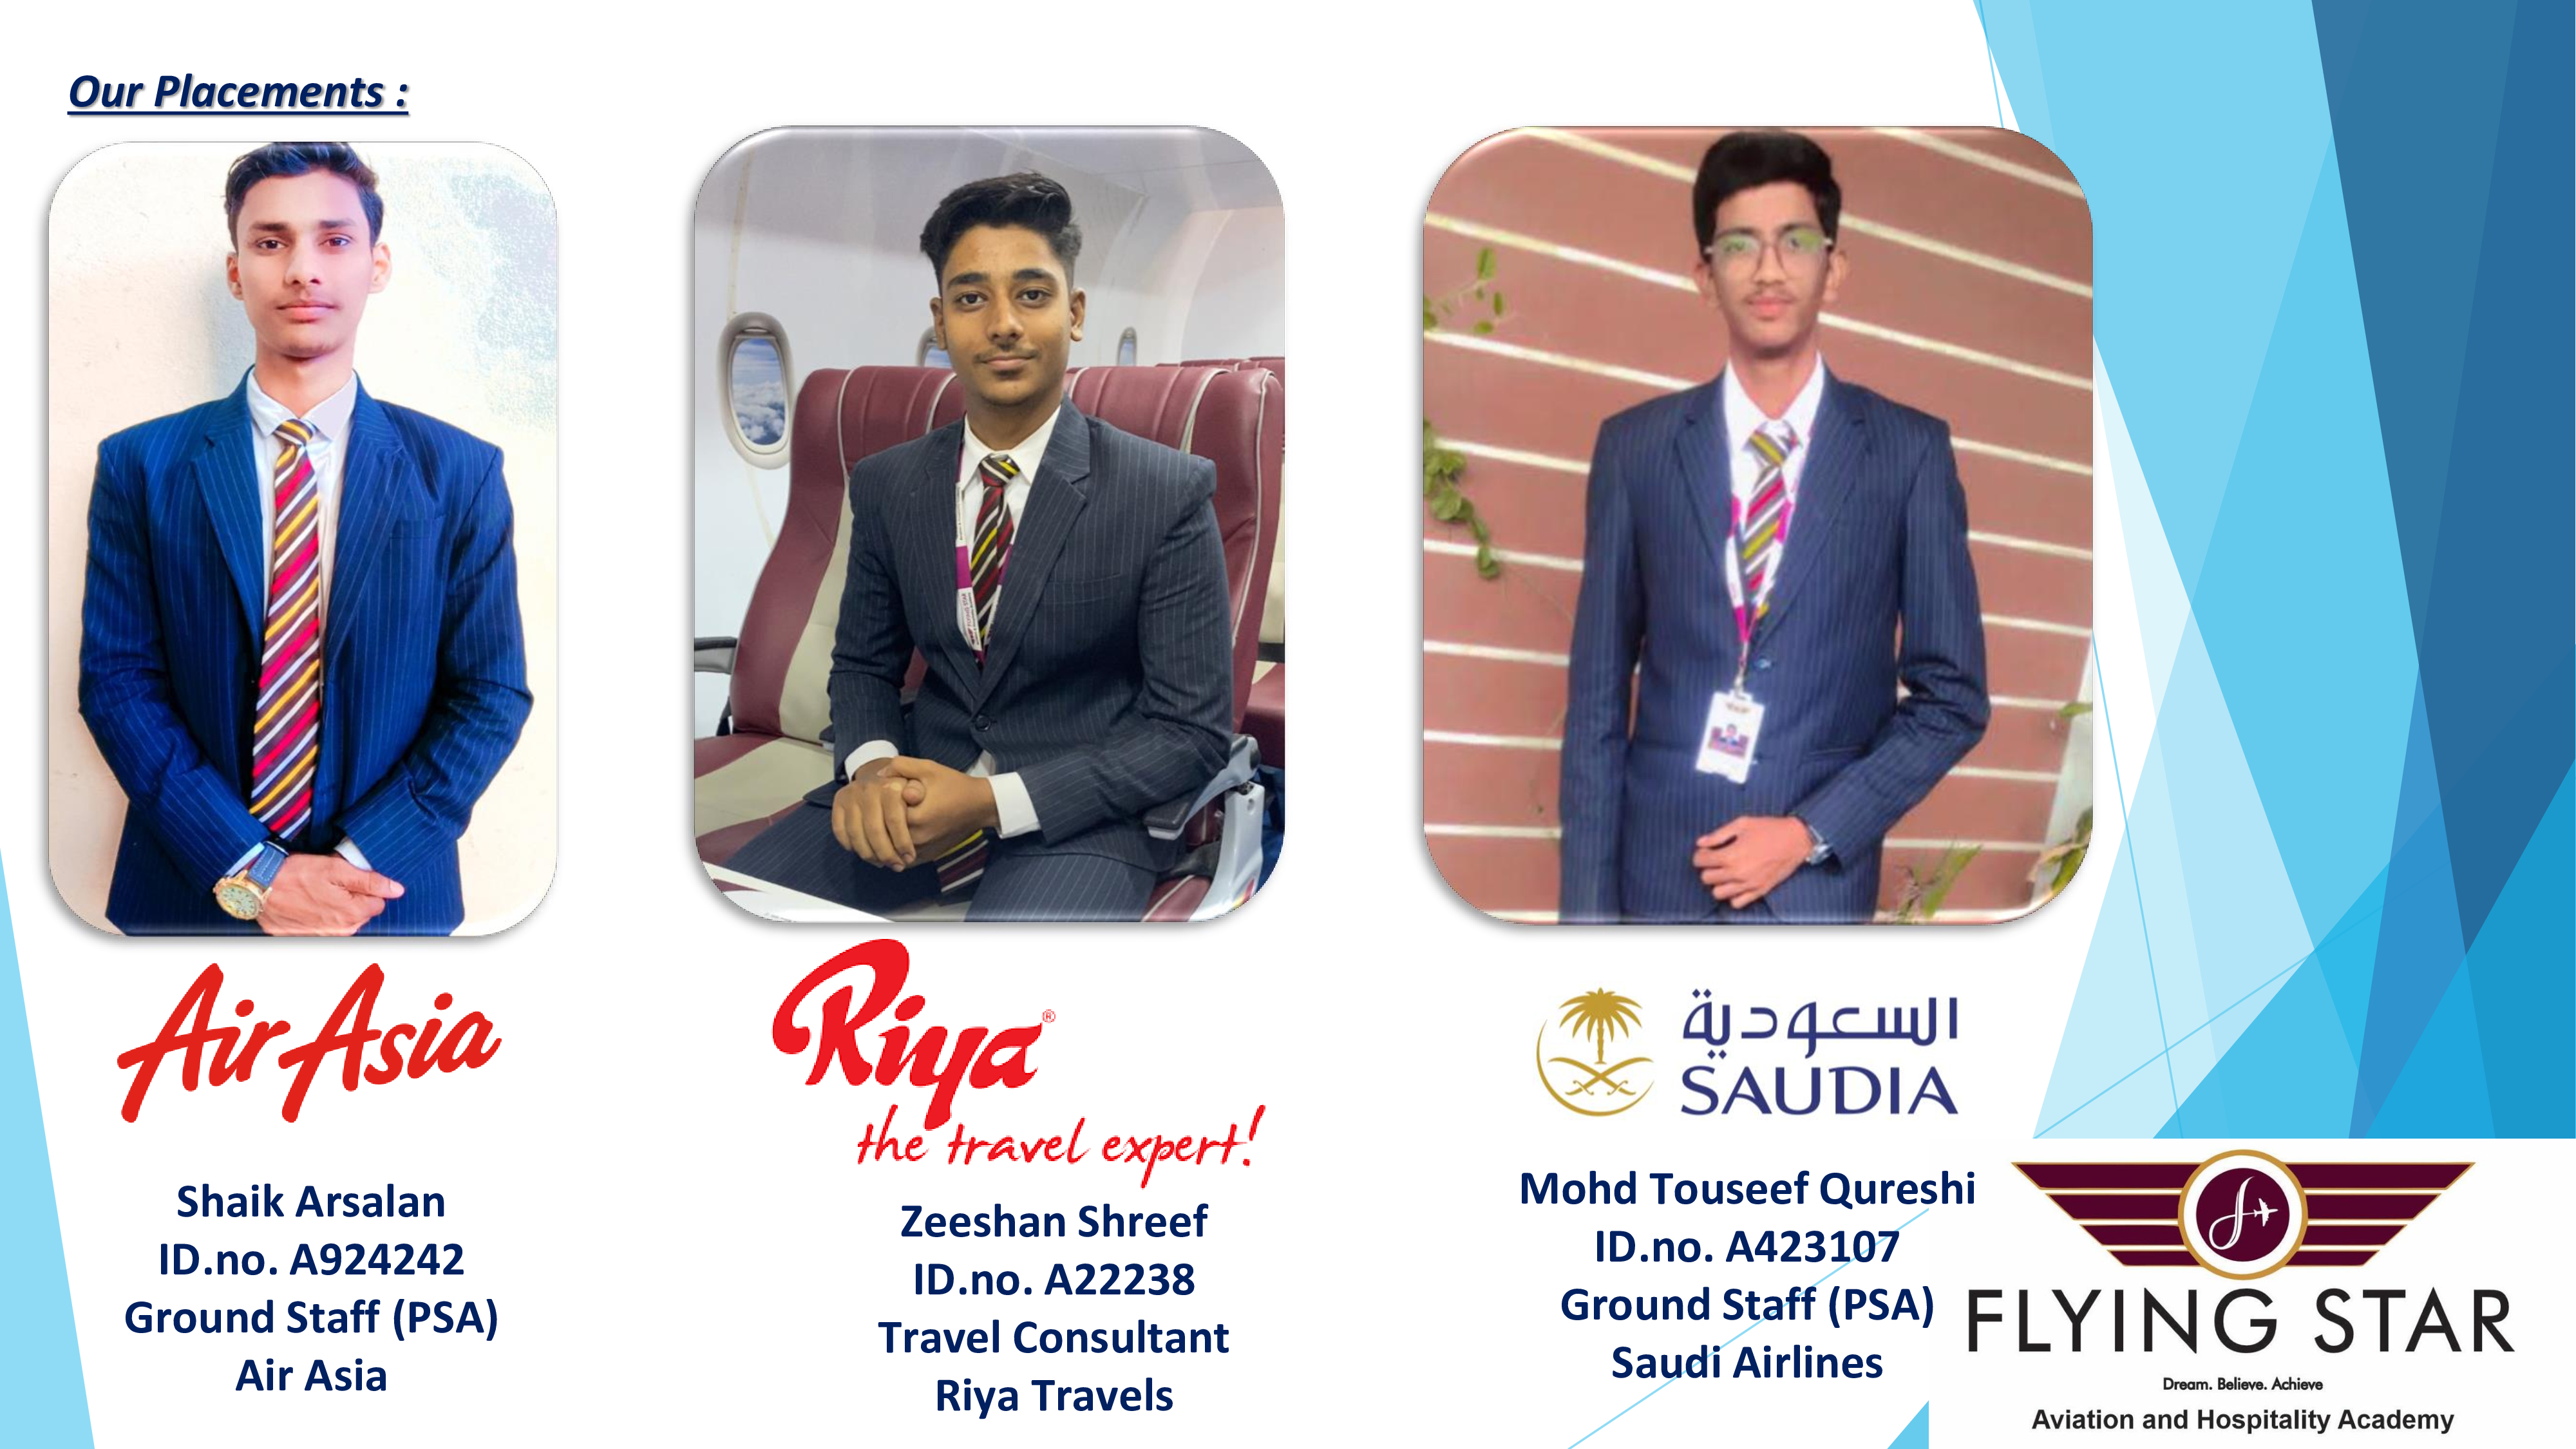 Our Placements :
Air Asia
Shaik Arsalan
ID.no. A924242
Ground Staff (PSA)
Air Asia
Riya®
the travel expert!
Zeeshan Shreef
ID.no. A22238
Travel Consultant
Riya Travels
السعودية
SAUDIA
Mohd Touseef Qureshi
ID.no. A423107
Ground Staff (PSA)
Saudi Airlines
FLYING STAR
Dream. Believe. Achieve
Aviation and Hospitality Academy